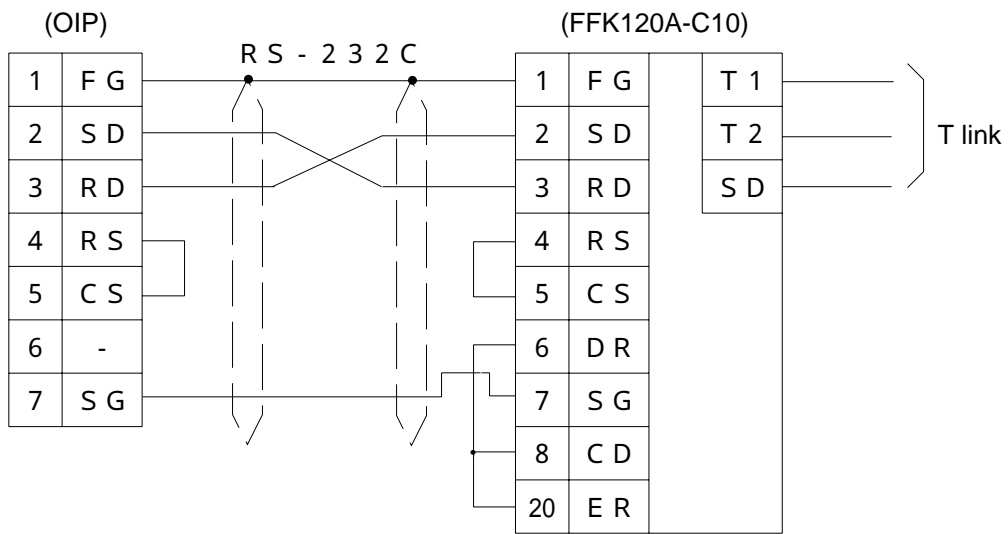 (OIP)
(FFK120A-C10)
RS-232C
1 FG
2 SD
3 RD
4 RS
5 CS
6 -
7 SG
1 FG
2 SD
3 RD
4 RS
5 CS
6 DR
7 SG
8 CD
20 ER
T1
T2
SD
T link